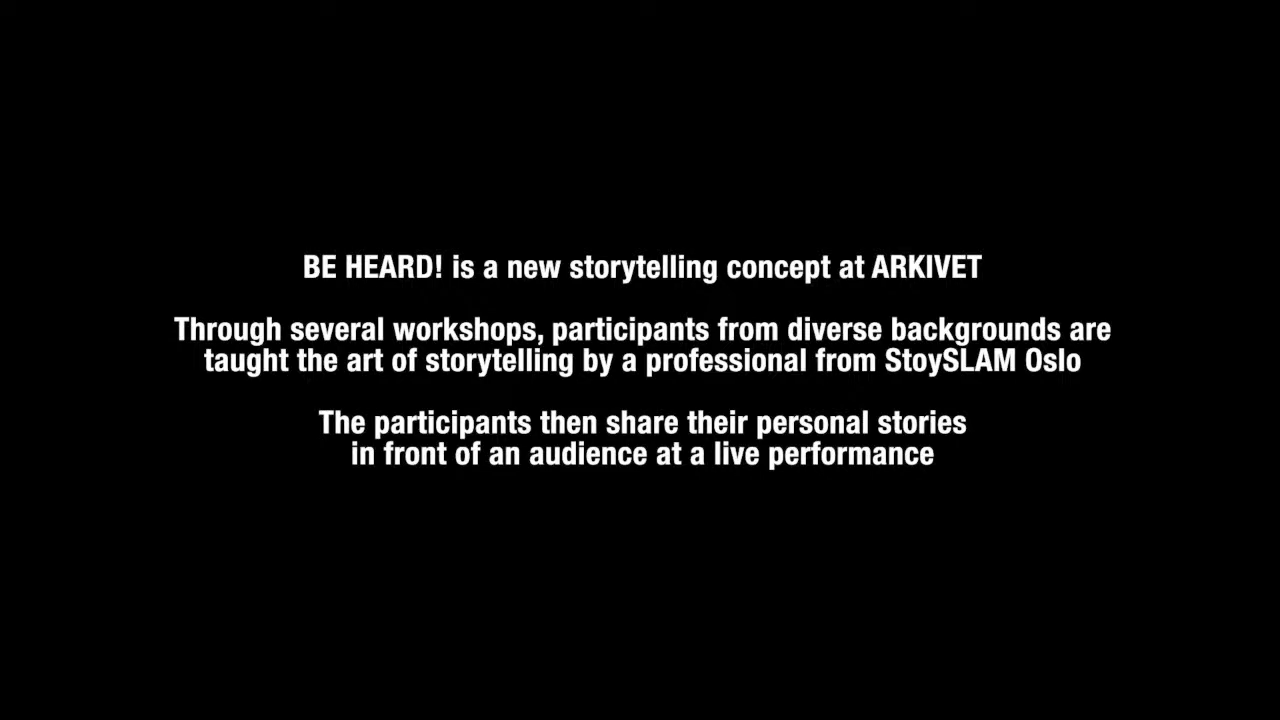 BE HEARD! is a new storytelling concept at ARKIVET
Through several workshops, participants from diverse backgrounds are
taught the art of storytelling by a professional from StoySLAM Oslo
The participants then share their personal stories
in front of an audience at a live performance